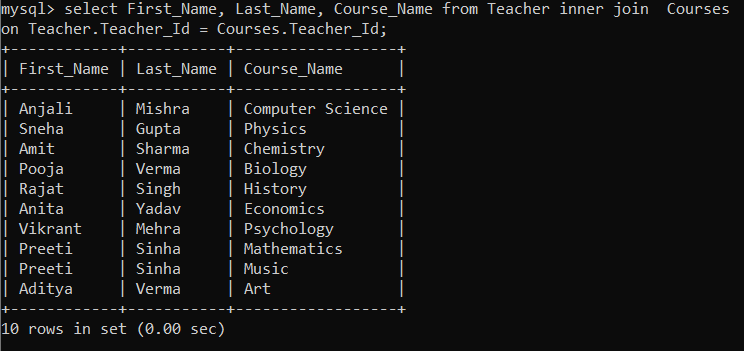 mysql> select First_Name, Last_Name, Course_Name from Teacher inner join  Courses
on Teacher.Teacher_Id = Courses.Teacher_Id;
+------------+-----------+------------------+
| First_Name | Last_Name | Course_Name      |
+------------+-----------+------------------+
| Anjali     | Mishra    | Computer Science |
| Sneha      | Gupta     | Physics          |
| Amit       | Sharma    | Chemistry        |
| Pooja      | Verma     | Biology          |
| Rajat      | Singh     | History          |
| Anita      | Yadav     | Economics        |
| Vikrant    | Mehra     | Psychology       |
| Preeti     | Sinha     | Mathematics      |
| Preeti     | Sinha     | Music            |
| Aditya     | Verma     | Art              |
+------------+-----------+------------------+
10 rows in set (0.00 sec)